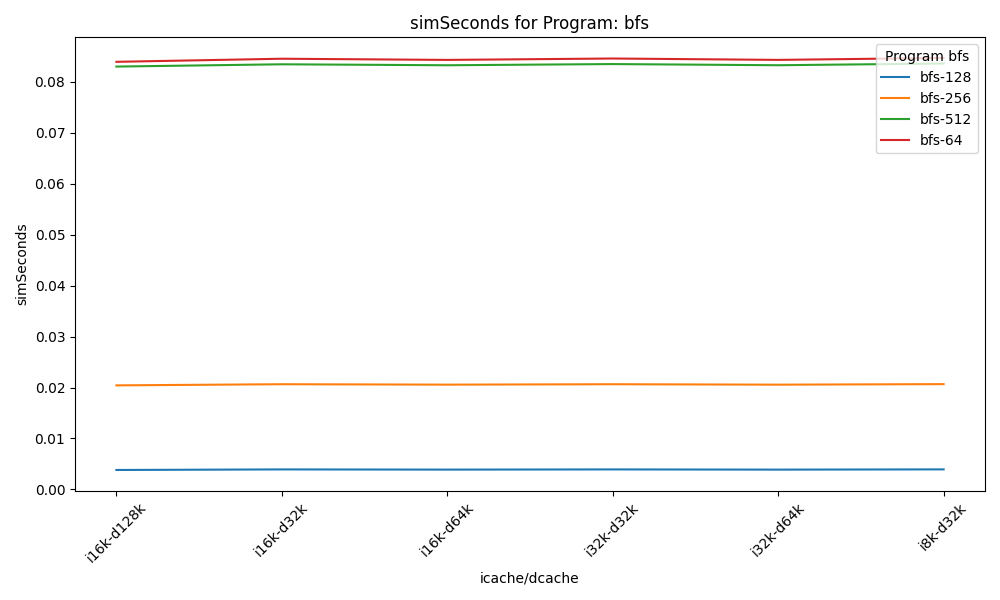 simSeconds for Program: bfs
Program bfs
bfs-128
bfs-256
bfs-512
bfs-64
simSeconds
0.08
0.07
0.06
0.05
0.04
0.03
0.02
0.01
0.00
i16k-d128k
i16k-d32k
i16k-d64k
i32k-d32k
i32k-d64k
i8k-d32k
icache/dcache